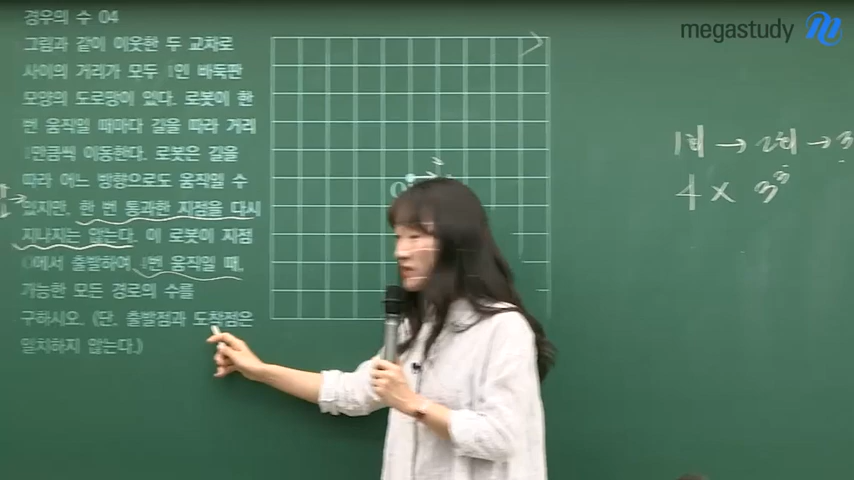 경우의 수 04
그림과 같이 이웃한 두 교차로
사이의 거리가 모두 1인 바둑판
모양의 도로망이 있다. 로봇이 한
번 움직일 때마다 길을 따라 거리
1만큼씩 이동한다. 로봇은 길을
따라 어느 방향으로도 움직일 수
있지만, 한 번 통과한 지점을 다시
지나지는 않는다. 이 로봇이 지점
O에서 출발하여, 4번 움직일 때,
가능한 모든 경로의 수를
구하시오. (단, 출발점과 도착점은
일치하지 않는다.)
O
megastudy
1회 → 2회 → 3
4 × 3³